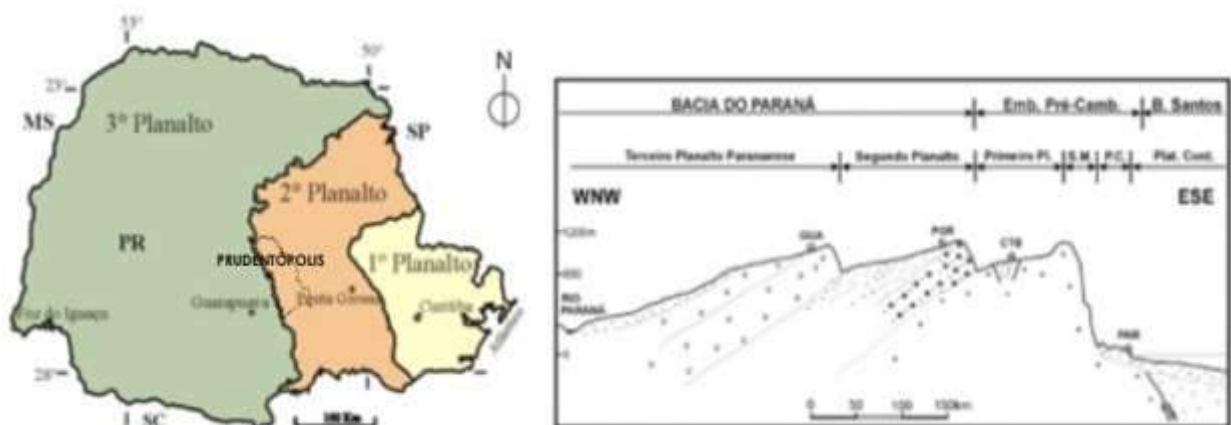 53°
50°
25°
N
MS
3º Planalto
SP
2º Planalto
PR
PRUDENTÓPOLIS
1º Planalto
Guarapuava
Ponta Grossa
Curitiba
Foz do Iguaçu
SC
100 Km
BACIA DO PARANÁ
Emb. Pré-Camb.
B. Santos
Terceiro Planalto Paranaense
Segundo Planalto
Primeiro Pl.
S.M.
P.C.
Plat. Cont.
WNW
ESE
1200m
GUA
PGR
CTB
RIO
PARANÁ
0
PAR
0 50 100 150km